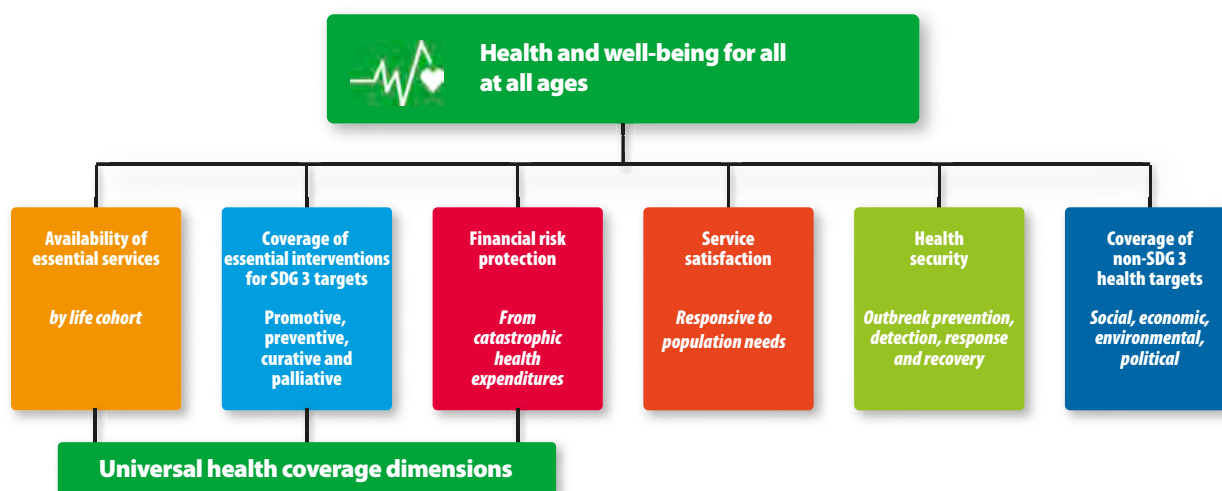 Health and well-being for all
at all ages
Availability of
essential services
by life cohort
Coverage of
essential interventions
for SDG 3 targets
Promotive,
preventive,
curative and
palliative
Financial risk
protection
From
catastrophic
health
expenditures
Service
satisfaction
Responsive to
population needs
Health
security
Outbreak prevention,
detection, response
and recovery
Coverage of
non-SDG 3
health targets
Social, economic,
environmental,
political
Universal health coverage dimensions